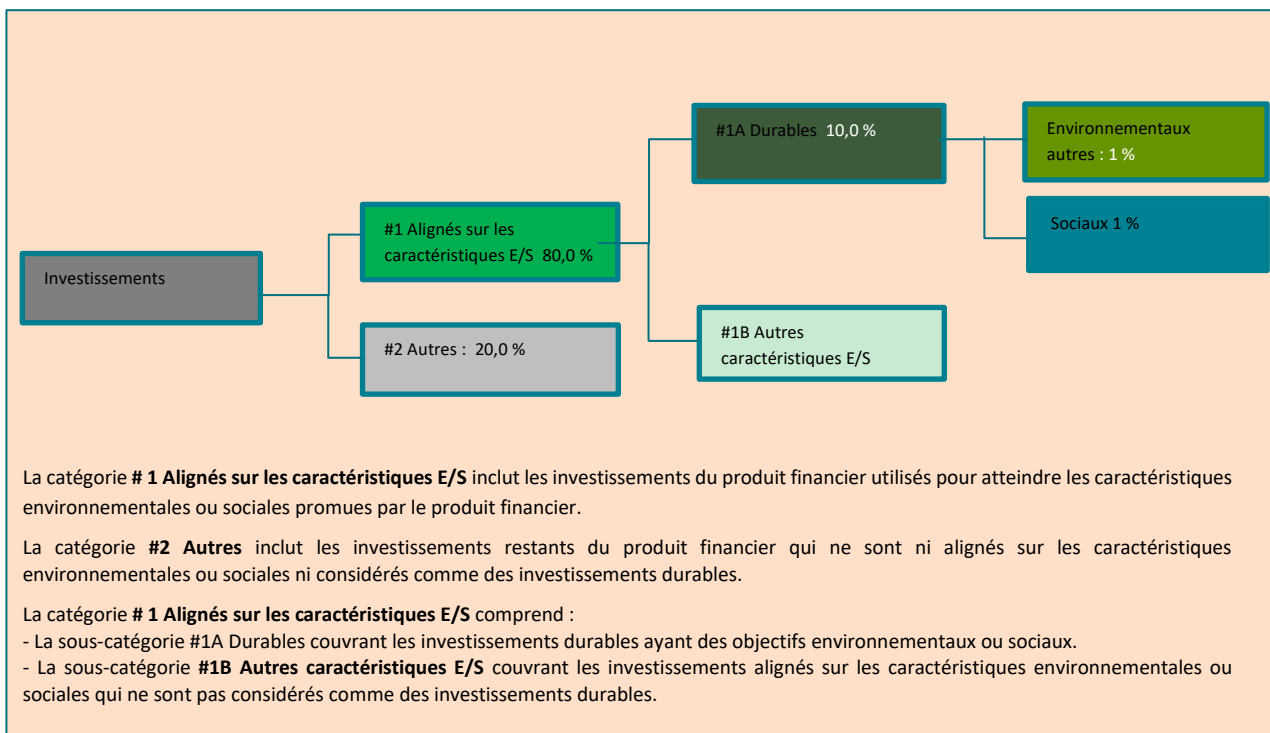 #1A Durables 10,0 %
Environnementaux
autres : 1 %
Sociaux 1 %
#1 Alignés sur les
caractéristiques E/S 80,0 %
Investissements
#2 Autres : 20,0 %
#1B Autres
caractéristiques E/S
La catégorie # 1 Alignés sur les caractéristiques E/S inclut les investissements du produit financier utilisés pour atteindre les caractéristiques
environnementales ou sociales promues par le produit financier.
La catégorie #2 Autres inclut les investissements restants du produit financier qui ne sont ni alignés sur les caractéristiques
environnementales ou sociales ni considérés comme des investissements durables.
La catégorie # 1 Alignés sur les caractéristiques E/S comprend :
- La sous-catégorie #1A Durables couvrant les investissements durables ayant des objectifs environnementaux ou sociaux.
- La sous-catégorie #1B Autres caractéristiques E/S couvrant les investissements alignés sur les caractéristiques environnementales ou
sociales qui ne sont pas considérés comme des investissements durables.